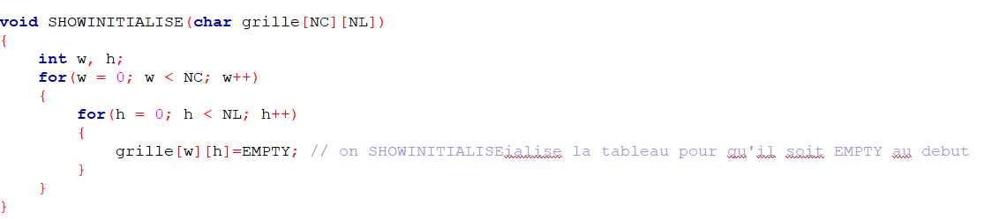 void SHOWINITIALISE(char grille[NC][NL])
{
    int w, h;
    for(w = 0; w < NC; w++)
    {
        for(h = 0; h < NL; h++)
        {
            grille[w][h]=EMPTY; // on SHOWINITIALISEialise la tableau pour qu'il soit EMPTY au debut
        }
    }
}